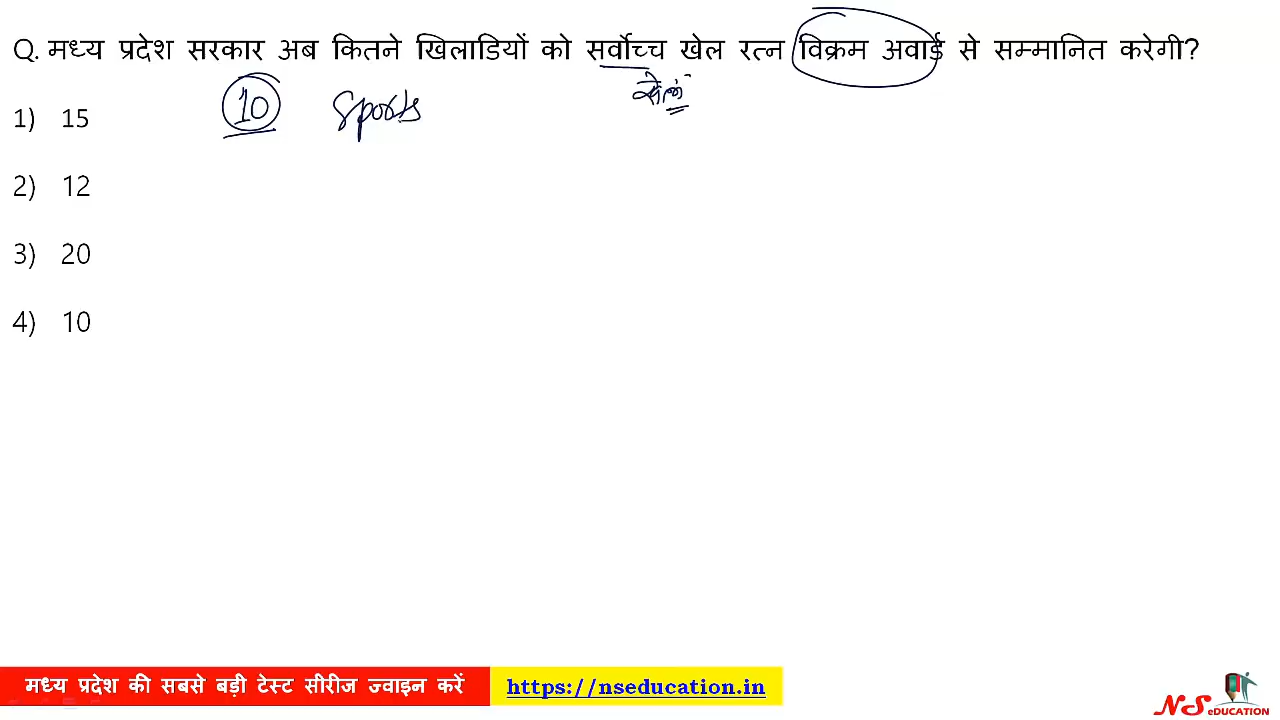 Q. मध्य प्रदेश सरकार अब कितने खिलाडियों को सर्वोच्च खेल रत्न विक्रम अवार्ड से सम्मानित करेगी?
10 Sports
1) 15
2) 12
3) 20
4) 10
मध्य प्रदेश की सबसे बड़ी टेस्ट सीरीज ज्वाइन करें https://nseducation.in
NS eDUCATION